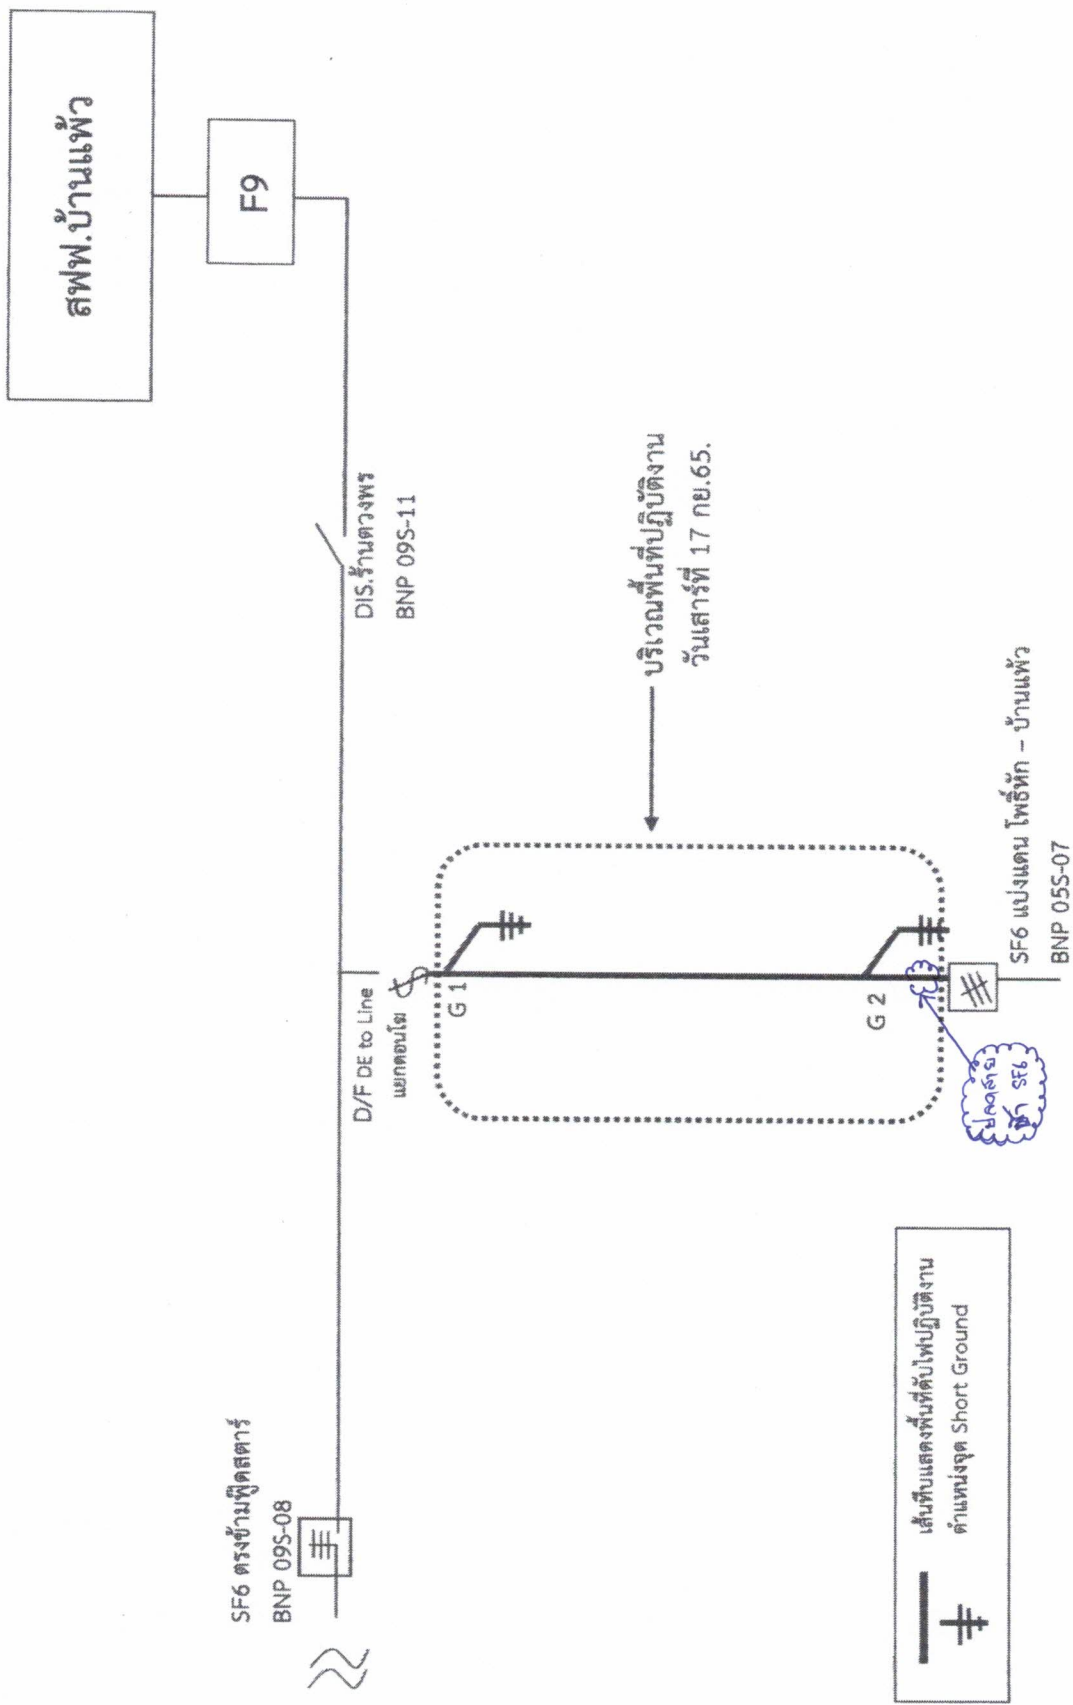 สฟฟ.บ้านแพ้ว
F9
DIS.ร้านดวงพร
BNP 09S-11
SF6 ตรงข้ามฟู๊ดสตาร์
BNP 09S-08
D/F DE to Line
แยกดอนโฆ
G 1
G 2
บริเวณพื้นที่ปฏิบัติงาน
วันเสาร์ที่ 17 กย.65.
SF6 แบ่งแดน โพธิ์หัก – บ้านแพ้ว
BNP 05S-07
ปลดสาย
SF6
เส้นทึบแสดงพื้นที่ดับไฟปฏิบัติงาน
ตำแหน่งจุด Short Ground